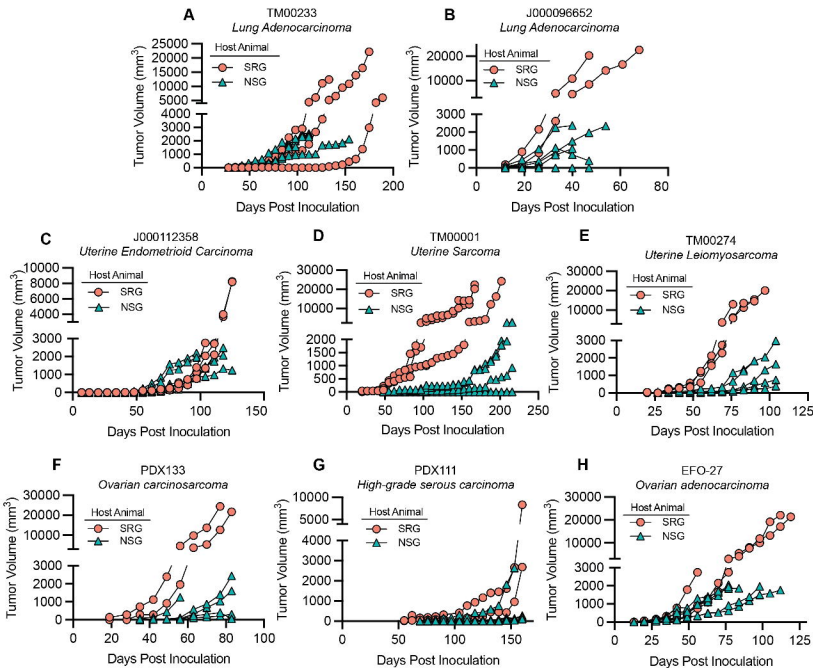 A
TM00233
Lung Adenocarcinoma
Tumor Volume (mm3)
25000
20000
15000
10000
5000
4000
3000
2000
1000
0
Host Animal
SRG
NSG
0 50 100 150 200
Days Post Inoculation
B
J000096652
Lung Adenocarcinoma
Tumor Volume (mm3)
20000
10000
3000
2000
1000
0
Host Animal
SRG
NSG
0 20 40 60 80
Days Post Inoculation
C
J000112358
Uterine Endometrioid Carcinoma
Tumor Volume (mm3)
10000
8000
6000
4000
3000
2000
1000
0
Host Animal
SRG
NSG
0 50 100 150
Days Post Inoculation
D
TM00001
Uterine Sarcoma
Tumor Volume (mm3)
30000
20000
10000
2000
1500
1000
500
0
Host Animal
SRG
NSG
0 50 100 150 200 250
Days Post Inoculation
E
TM00274
Uterine Leiomyosarcoma
Tumor Volume (mm3)
30000
20000
10000
3000
2000
1000
0
Host Animal
SRG
NSG
0 25 50 75 100 125
Days Post Inoculation
F
PDX133
Ovarian carcinosarcoma
Tumor Volume (mm3)
30000
20000
10000
3000
2000
1000
0
Host Animal
SRG
NSG
0 20 40 60 80 100
Days Post Inoculation
G
PDX111
High-grade serous carcinoma
Tumor Volume (mm3)
10000
5000
4000
3000
2000
1000
0
Host Animal
SRG
NSG
0 50 100 150
Days Post Inoculation
H
EFO-27
Ovarian adenocarcinoma
Tumor Volume (mm3)
30000
20000
10000
3000
2000
1000
0
Host Animal
SRG
NSG
0 25 50 75 100 125
Days Post Inoculation